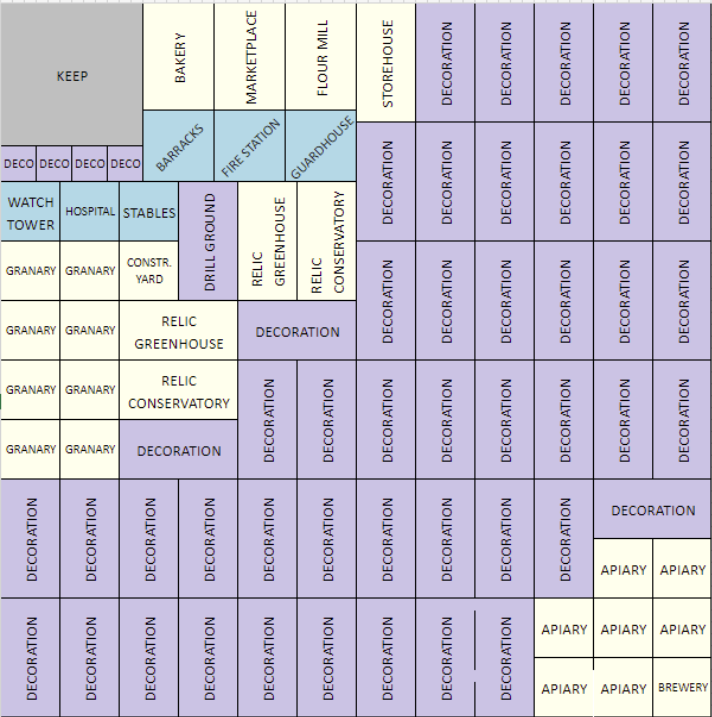 KEEP
BAKERY
MARKETPLACE
FLOUR MILL
STOREHOUSE
DECORATION
DECORATION
DECORATION
DECORATION
DECORATION
DECO
DECO
DECO
DECO
BARRACKS
FIRE STATION
GUARDHOUSE
DECORATION
DECORATION
DECORATION
DECORATION
DECORATION
DECORATION
WATCH
TOWER
HOSPITAL
STABLES
DRILL GROUND
RELIC
GREENHOUSE
RELIC
CONSERVATORY
GRANARY
GRANARY
CONSTR.
YARD
DECORATION
DECORATION
DECORATION
DECORATION
DECORATION
DECORATION
GRANARY
GRANARY
RELIC
GREENHOUSE
DECORATION
GRANARY
GRANARY
RELIC
CONSERVATORY
DECORATION
DECORATION
DECORATION
DECORATION
DECORATION
DECORATION
DECORATION
DECORATION
GRANARY
GRANARY
DECORATION
DECORATION
DECORATION
DECORATION
DECORATION
DECORATION
DECORATION
DECORATION
DECORATION
DECORATION
DECORATION
DECORATION
APIARY
APIARY
DECORATION
DECORATION
DECORATION
DECORATION
DECORATION
DECORATION
DECORATION
DECORATION
DECORATION
APIARY
APIARY
APIARY
APIARY
APIARY
BREWERY